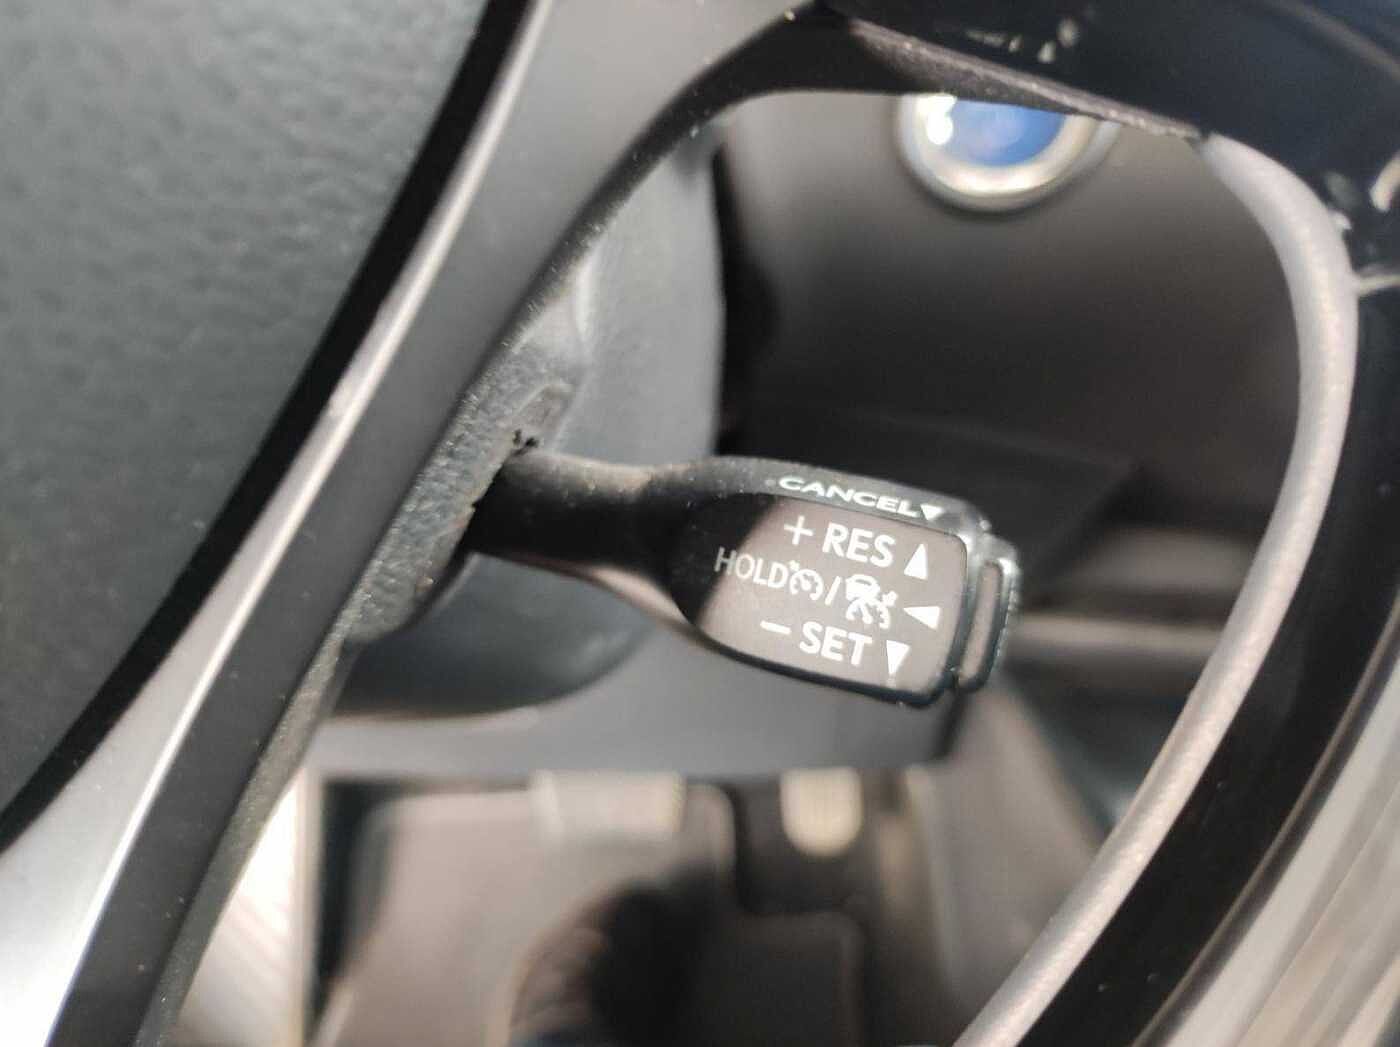 CANCEL▼
+ RES ▲
HOLD / ◀
− SET ▼